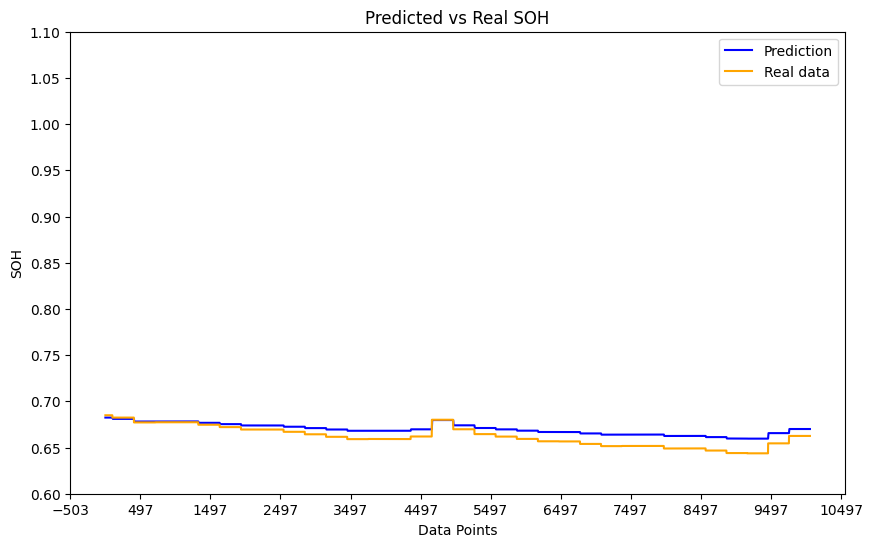 Predicted vs Real SOH
Prediction
Real data
SOH
1.10
1.05
1.00
0.95
0.90
0.85
0.80
0.75
0.70
0.65
0.60
−503 497 1497 2497 3497 4497 5497 6497 7497 8497 9497 10497
Data Points